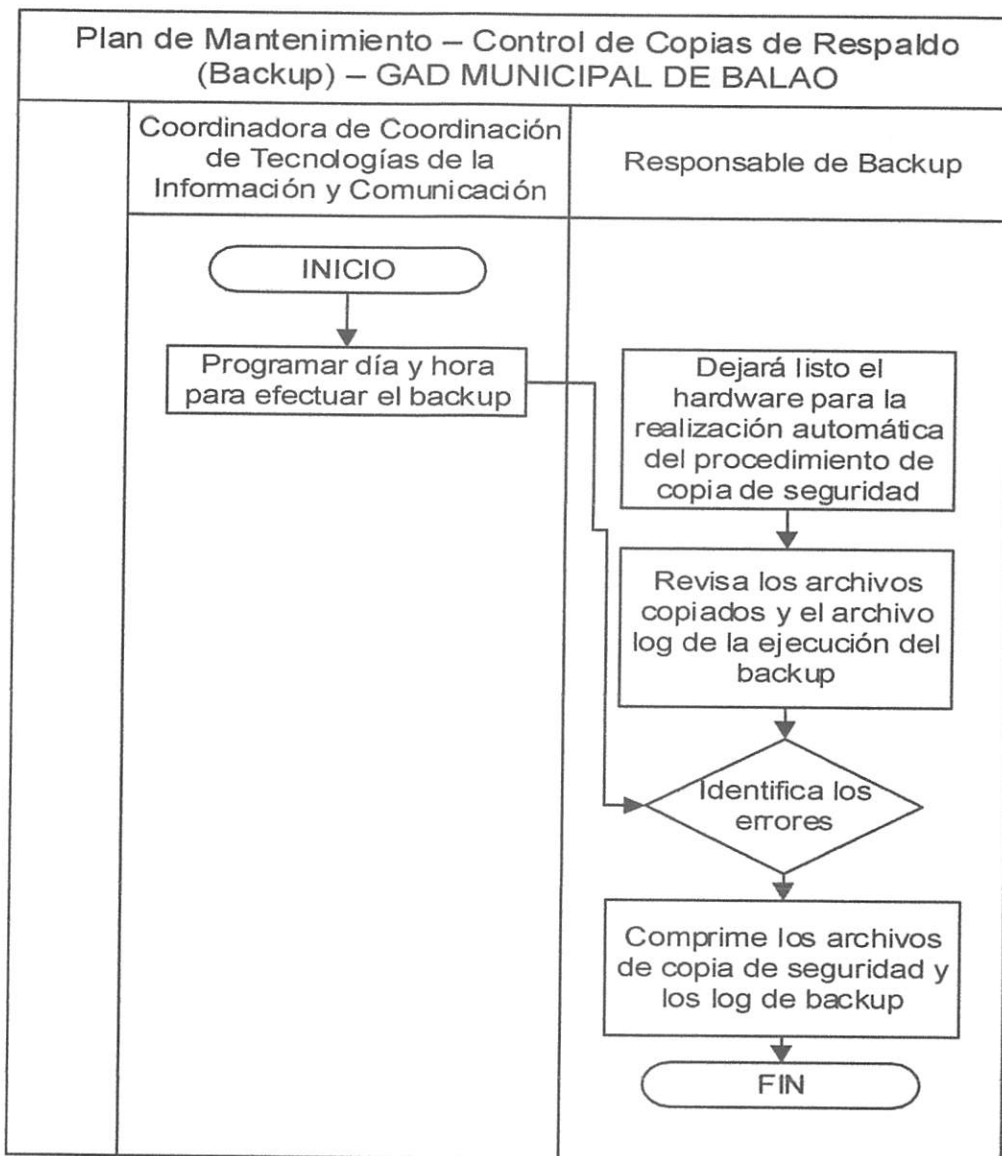 Plan de Mantenimiento – Control de Copias de Respaldo
(Backup) – GAD MUNICIPAL DE BALAO
Coordinadora de Coordinación
de Tecnologías de la
Información y Comunicación
Responsable de Backup
INICIO
Programar día y hora
para efectuar el backup
Dejará listo el
hardware para la
realización automática
del procedimiento de
copia de seguridad
Revisa los archivos
copiados y el archivo
log de la ejecución del
backup
Identifica los
errores
Comprime los archivos
de copia de seguridad y
los log de backup
FIN